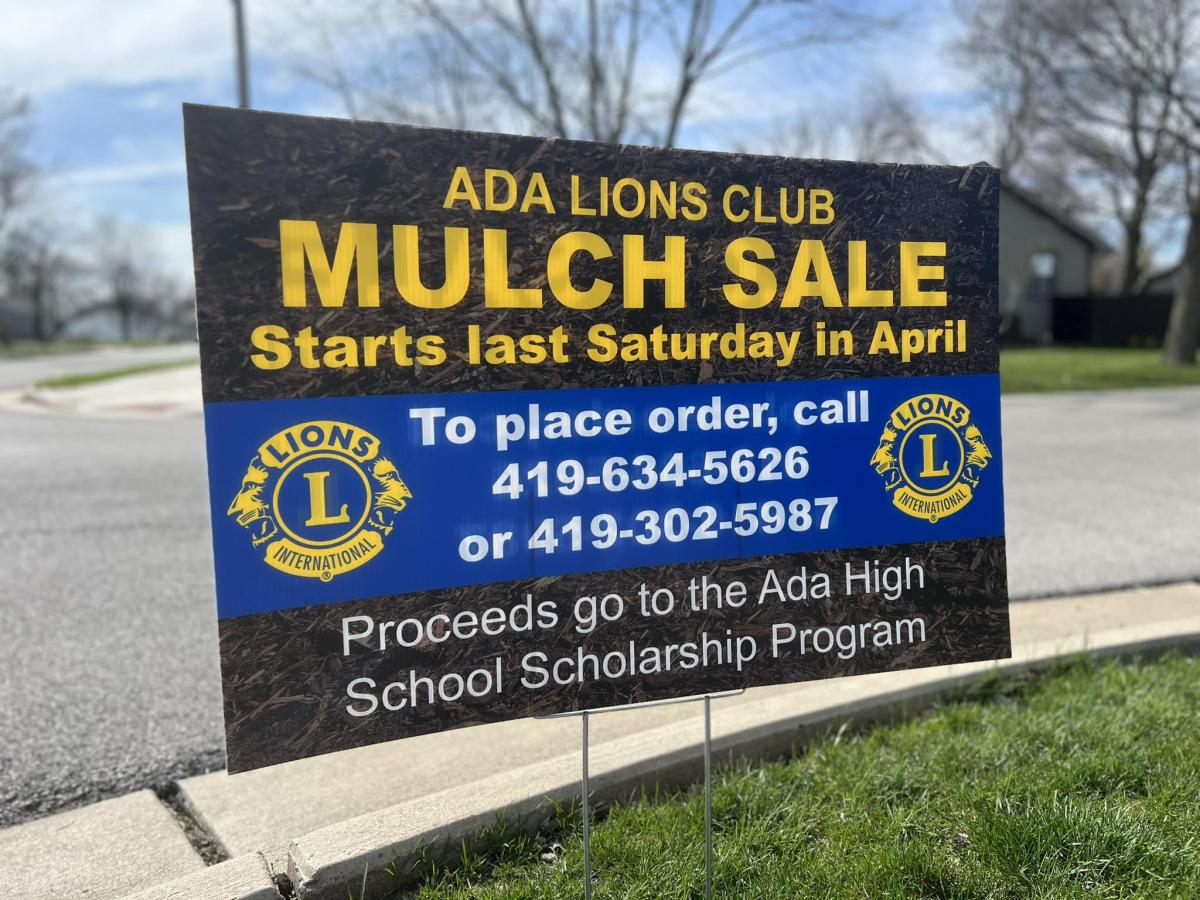 ADA LIONS CLUB
MULCH SALE
Starts last Saturday in April
To place order, call
419-634-5626
or 419-302-5987
LIONS
L
INTERNATIONAL
®
LIONS
L
INTERNATIONAL
®
Proceeds go to the Ada High
School Scholarship Program